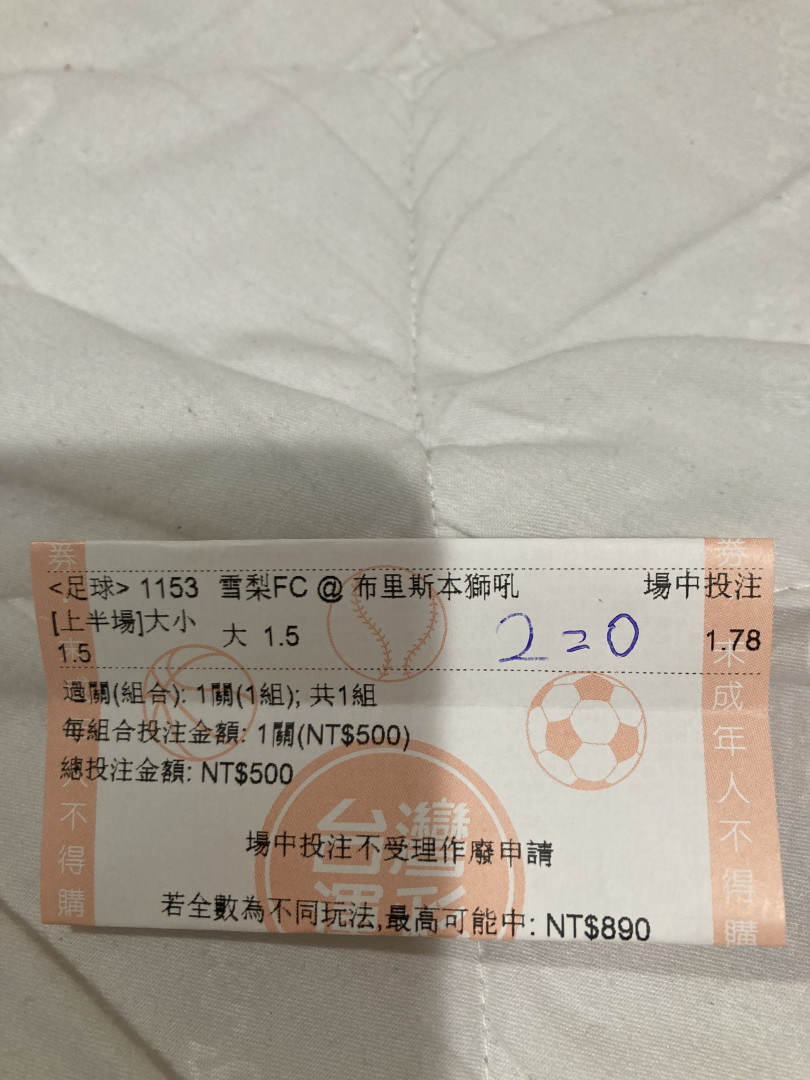 <足球> 1153 雪梨FC @ 布里斯本獅吼 場中投注
[上半場]大小
1.5 大 1.5 2=0 1.78
過關(組合): 1關(1組); 共1組
每組合投注金額: 1關(NT$500)
總投注金額: NT$500
場中投注不受理作廢申請
若全數為不同玩法,最高可能中: NT$890
台灣
運彩
券
不得購
券
未成年人不得購